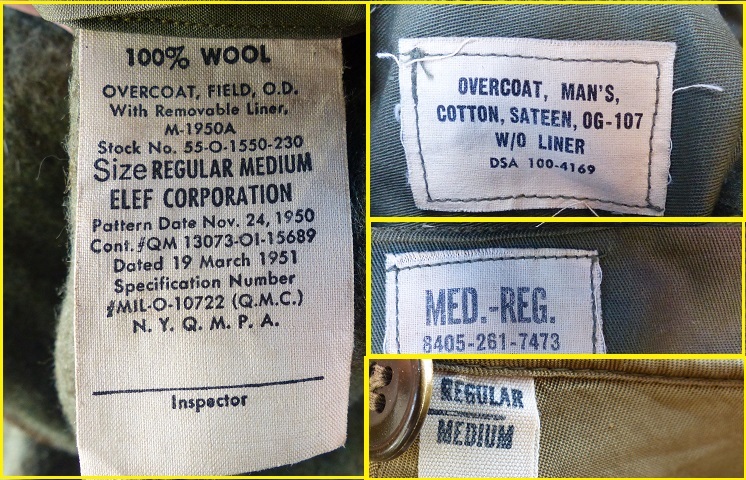 100% WOOL
OVERCOAT, FIELD, O.D.
With Removable Liner,
M-1950A
Stock No. 55-O-1550-230
Size REGULAR MEDIUM
ELEF CORPORATION
Pattern Date Nov. 24, 1950
Cont. #QM 13073-OI-15689
Dated 19 March 1951
Specification Number
#MIL-O-10722 (Q.M.C.)
N. Y. Q. M. P. A.
Inspector
OVERCOAT, MAN'S,
COTTON, SATEEN, OG-107
W/O LINER
DSA 100-4169
MED.-REG.
8405-261-7473
REGULAR
MEDIUM